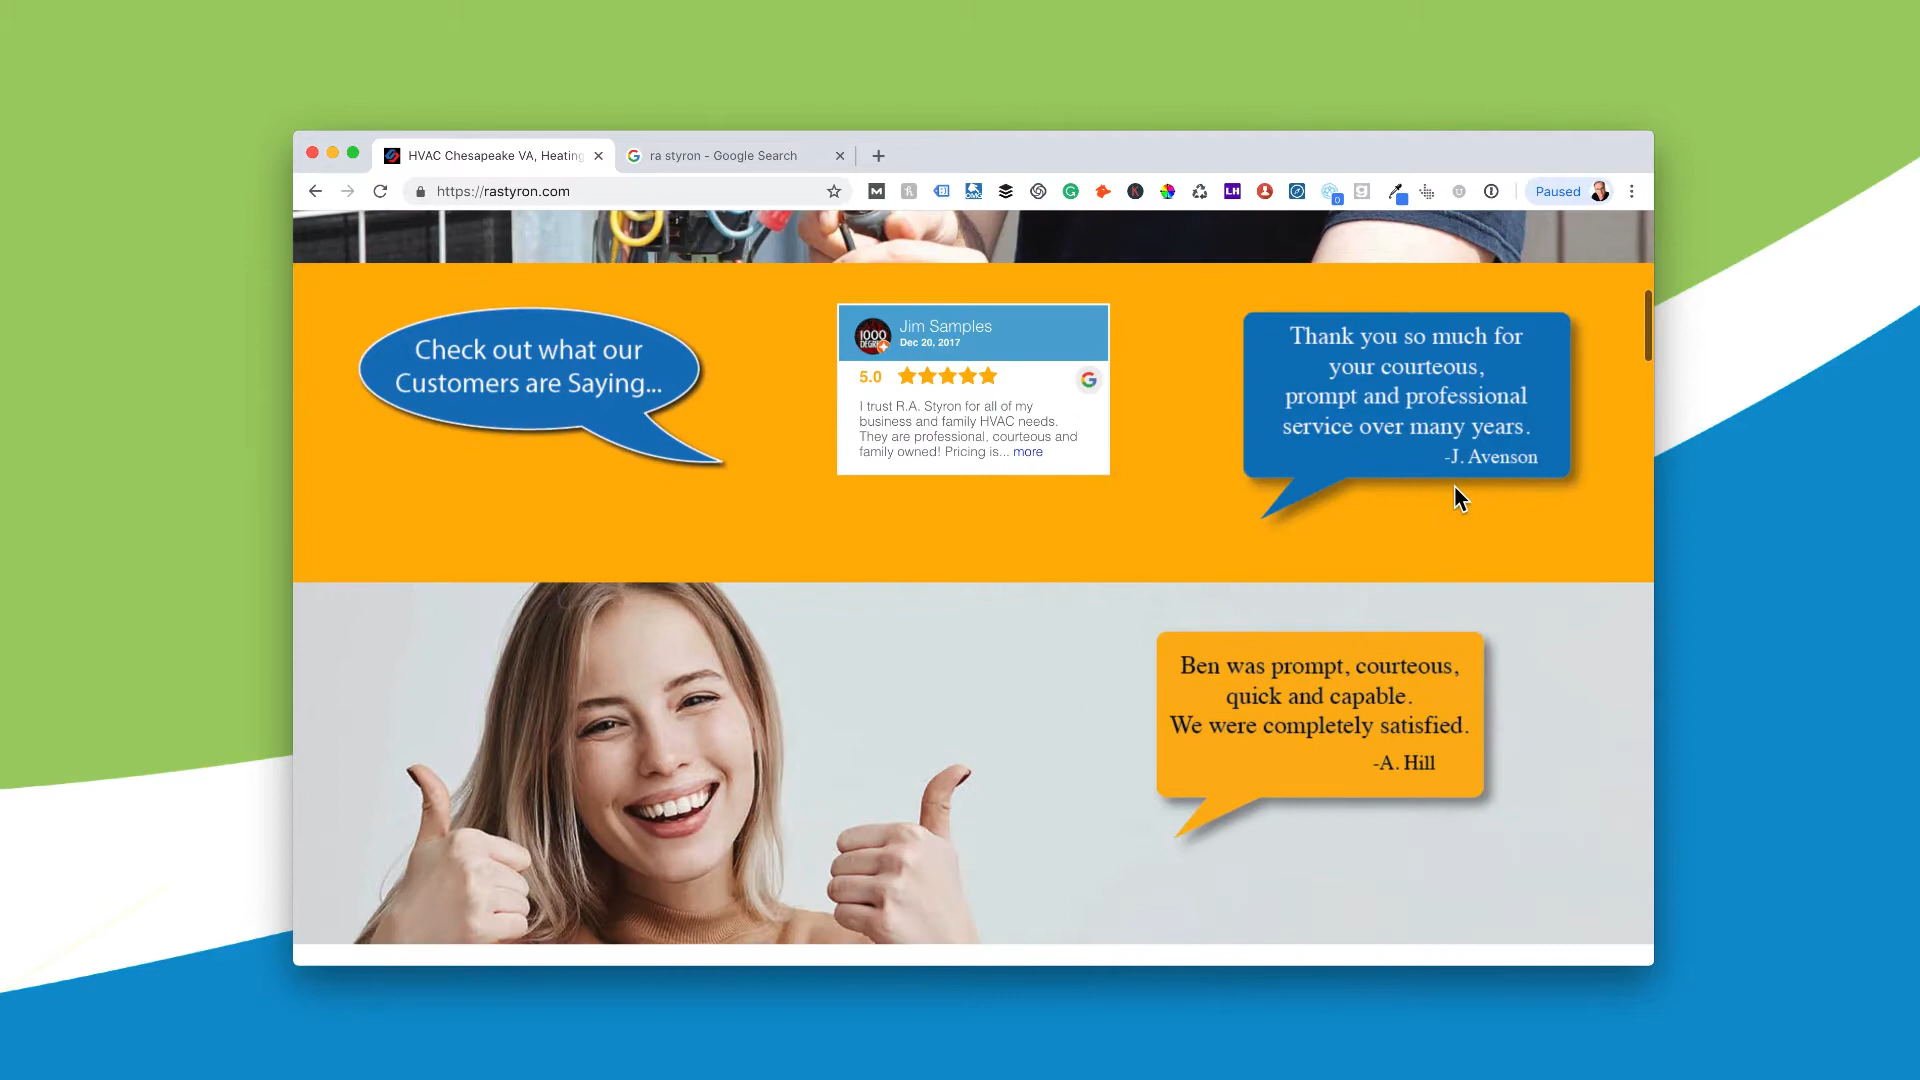 HVAC Chesapeake VA, Heating
ra styron - Google Search
https://rastyron.com
Paused
Check out what our
Customers are Saying...
1000
DEGREE
Jim Samples
Dec 20, 2017
5.0
I trust R.A. Styron for all of my
business and family HVAC needs.
They are professional, courteous and
family owned! Pricing is... more
Thank you so much for
your courteous,
prompt and professional
service over many years.
-J. Avenson
Ben was prompt, courteous,
quick and capable.
We were completely satisfied.
-A. Hill